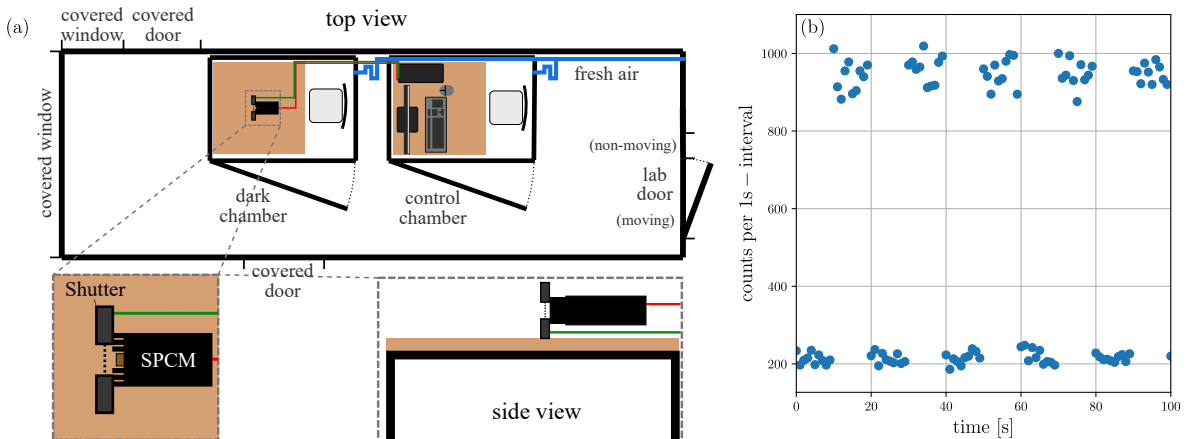 (a)
covered
window
covered
door
top view
covered window
fresh air
(non-moving)
lab
door
(moving)
dark
chamber
control
chamber
covered
door
Shutter
SPCM
side view
(b)
counts per 1s − interval
1000
800
600
400
200
0
20
40
60
80
100
time [s]